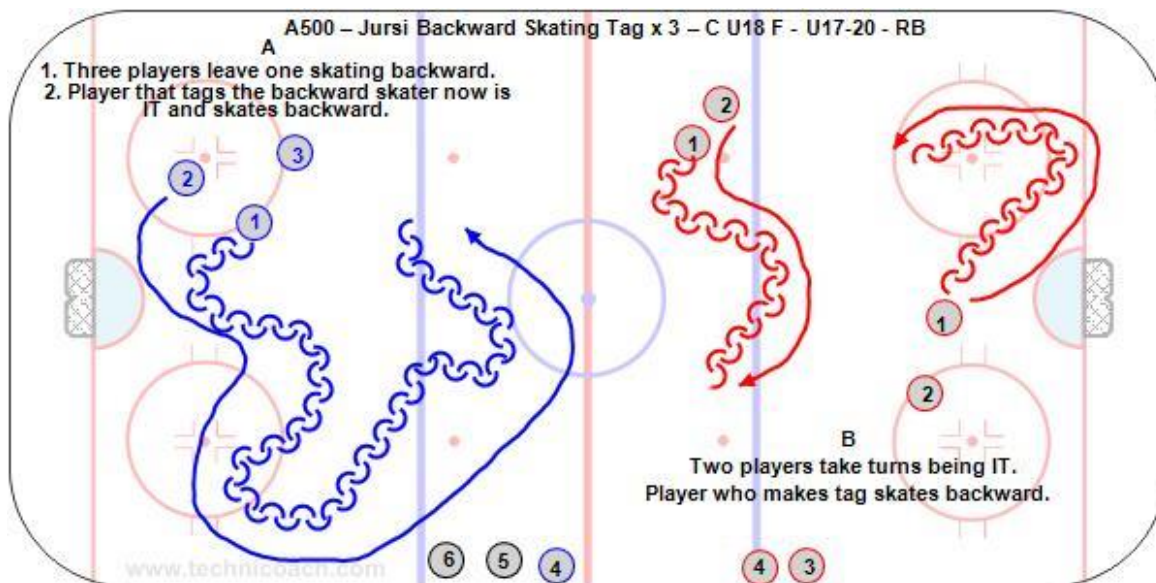 A500 – Jursi Backward Skating Tag x 3 – C U18 F - U17-20 - RB
A
1. Three players leave one skating backward.
2. Player that tags the backward skater now is
IT and skates backward.
2
3
1
2
1
1
2
B
Two players take turns being IT.
Player who makes tag skates backward.
6
5
4
4
3
www.technicoach.com